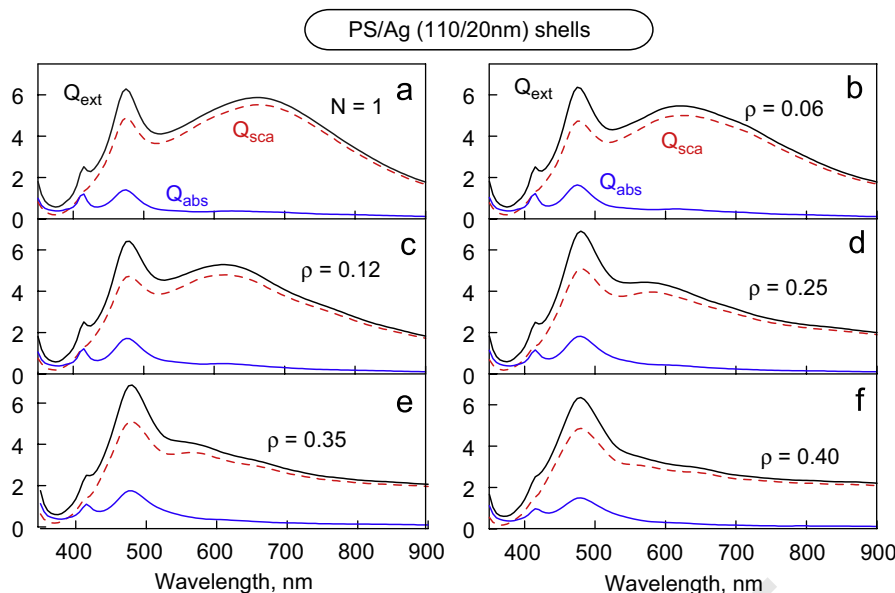 PS/Ag (110/20nm) shells
a
Q_ext
N = 1
Q_sca
Q_abs
6
4
2
0
b
Q_ext
ρ = 0.06
Q_sca
Q_abs
6
4
2
0
c
ρ = 0.12
6
4
2
0
d
ρ = 0.25
6
4
2
0
e
ρ = 0.35
6
4
2
0
400 500 600 700 800 900
Wavelength, nm
f
ρ = 0.40
6
4
2
0
400 500 600 700 800 900
Wavelength, nm